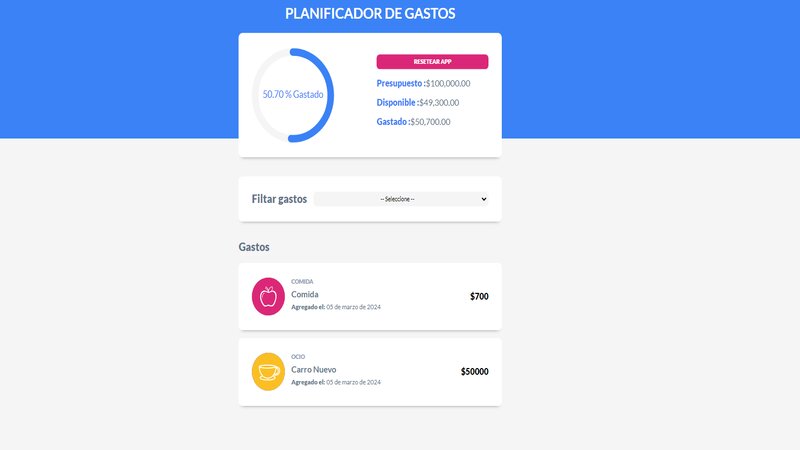 PLANIFICADOR DE GASTOS
50.70 % Gastado
RESETEAR APP
Presupuesto :$100,000.00
Disponible :$49,300.00
Gastado :$50,700.00
Filtar gastos
-- Seleccione --
Gastos
COMIDA
Comida
$700
Agregado el: 05 de marzo de 2024
OCIO
Carro Nuevo
$50000
Agregado el: 05 de marzo de 2024